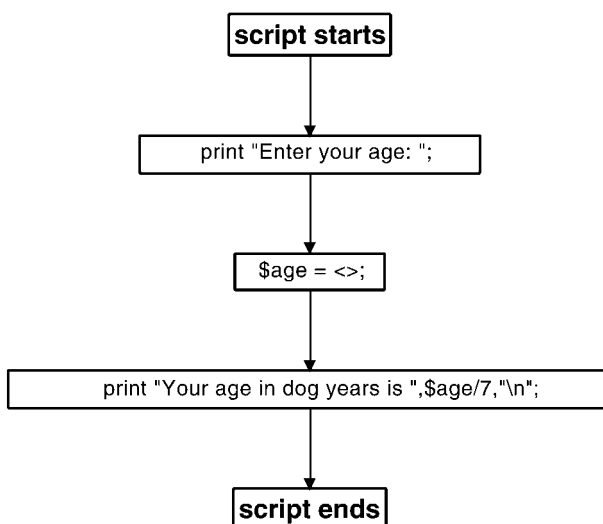 script starts
print "Enter your age: ";
$age = <>;
print "Your age in dog years is ",$age/7,"\n";
script ends